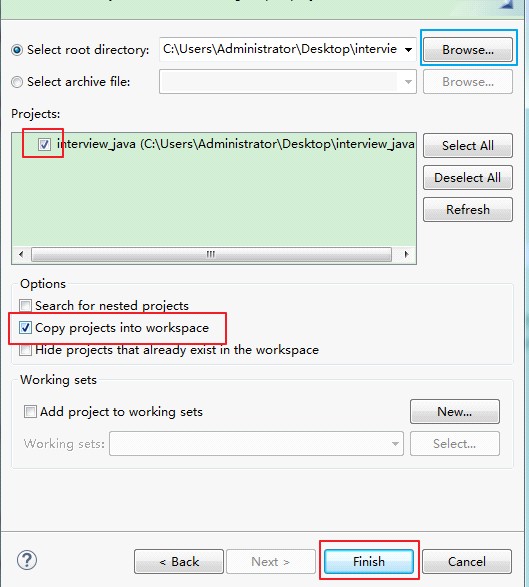 Select root directory: C:\Users\Administrator\Desktop\intervie Browse...
Select archive file: Browse...
Projects:
interview_java (C:\Users\Administrator\Desktop\interview_java
Select All
Deselect All
Refresh
Options
Search for nested projects
Copy projects into workspace
Hide projects that already exist in the workspace
Working sets
Add project to working sets New...
Working sets: Select...
? < Back Next > Finish Cancel